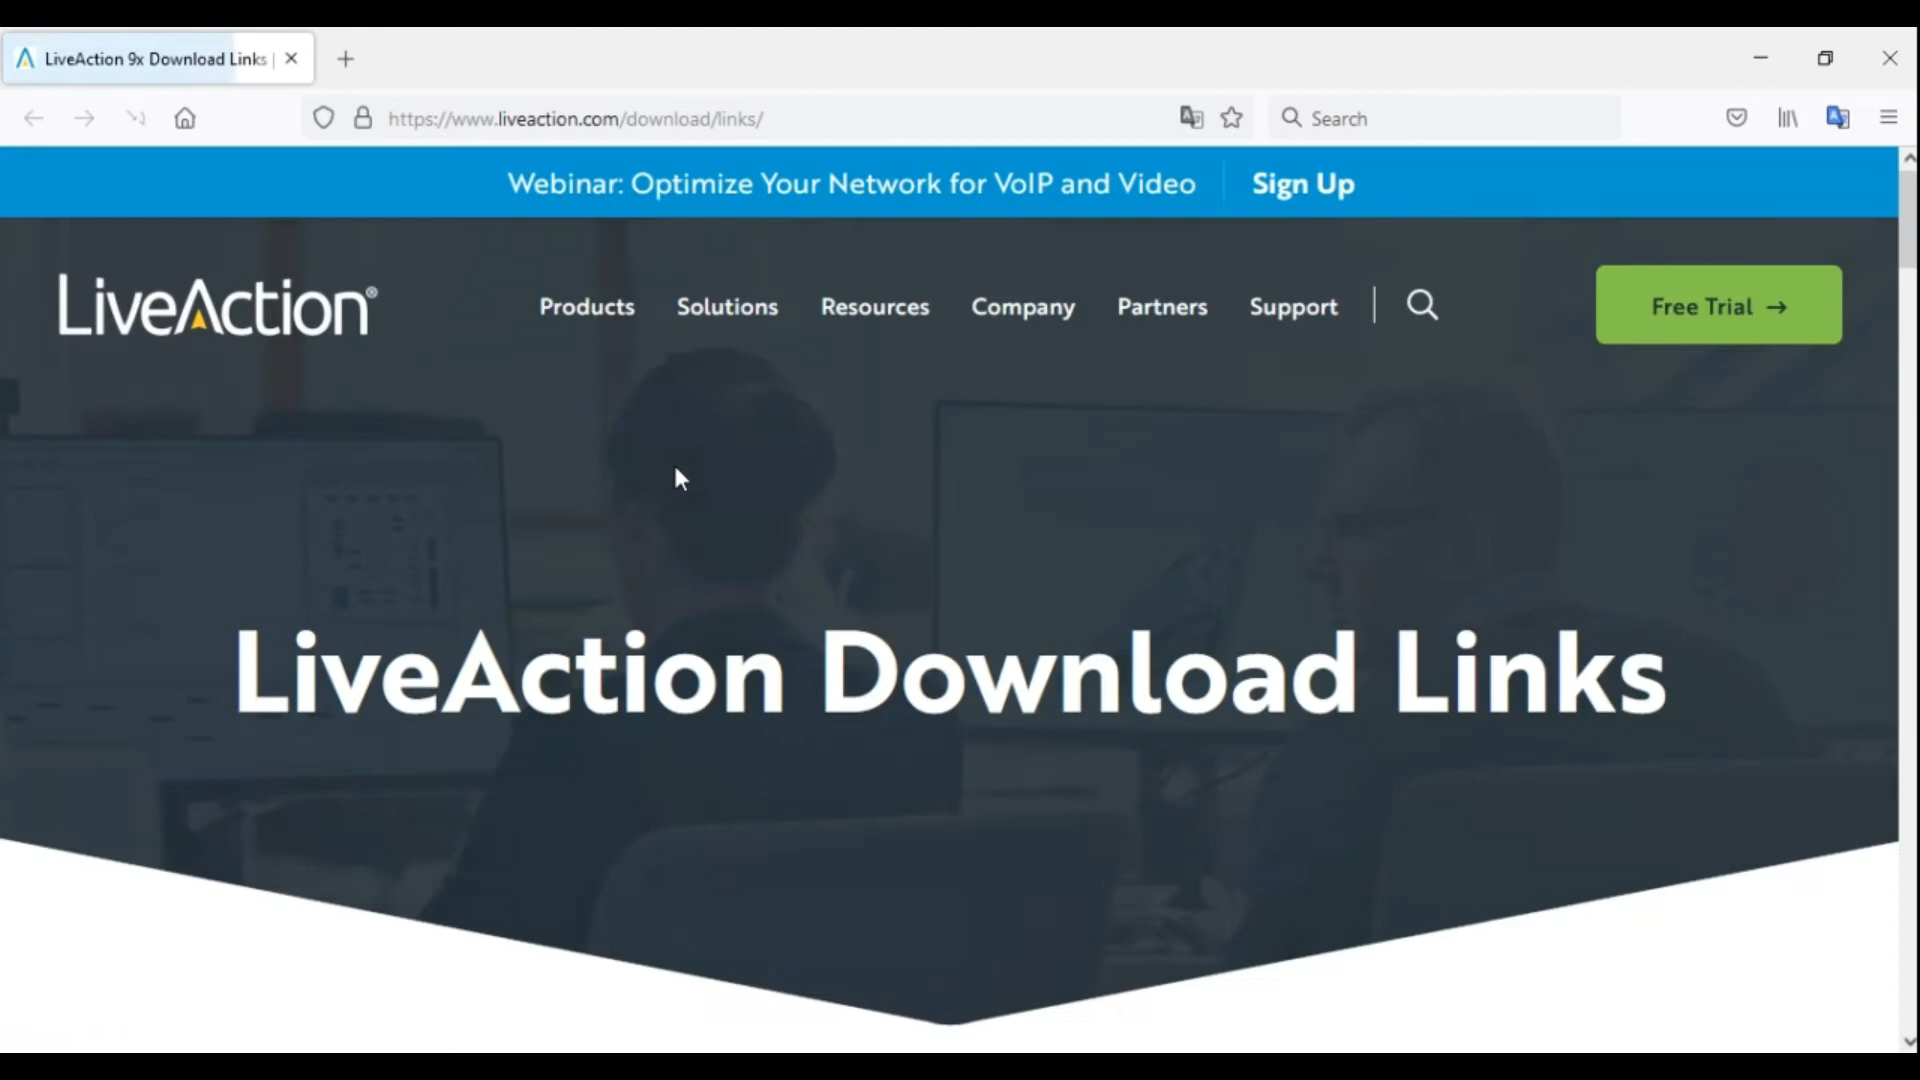 LiveAction 9x Download Links |
https://www.liveaction.com/download/links/
Search
Webinar: Optimize Your Network for VoIP and Video
Sign Up
LiveAction®
Products
Solutions
Resources
Company
Partners
Support
Free Trial →
LiveAction Download Links